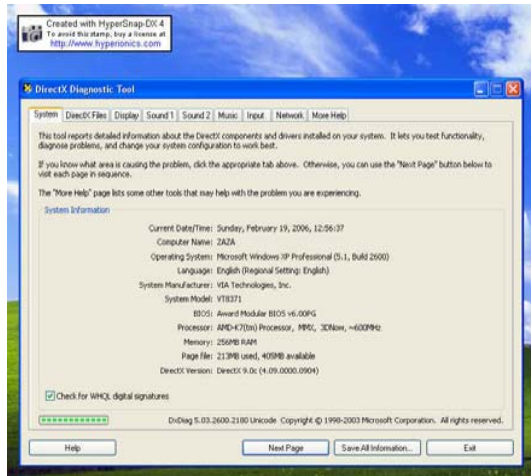 Created with HyperSnap-DX 4
To avoid this stamp, buy a license at
http://www.hyperionics.com
DirectX Diagnostic Tool
System DirectX Files Display Sound 1 Sound 2 Music Input Network More Help
This tool reports detailed information about the DirectX components and drivers installed on your system. It lets you test functionality,
diagnose problems, and change your system configuration to work best.
If you know what area is causing the problem, click the appropriate tab above. Otherwise, you can use the "Next Page" button below to
visit each page in sequence.
The "More Help" page lists some other tools that may help with the problem you are experiencing.
System Information
Current Date/Time: Sunday, February 19, 2006, 12:56:37
Computer Name: ZAZA
Operating System: Microsoft Windows XP Professional (5.1, Build 2600)
Language: English (Regional Setting: English)
System Manufacturer: VIA Technologies, Inc.
System Model: VT8371
BIOS: Award Modular BIOS v6.00PG
Processor: AMD-K7(tm) Processor, MMX, 3DNow, ~600MHz
Memory: 256MB RAM
Page file: 213MB used, 405MB available
DirectX Version: DirectX 9.0c (4.09.0000.0904)
Check for WHQL digital signatures
DxDiag 5.03.2600.2180 Unicode Copyright © 1998-2003 Microsoft Corporation. All rights reserved.
Help Next Page Save All Information... Exit